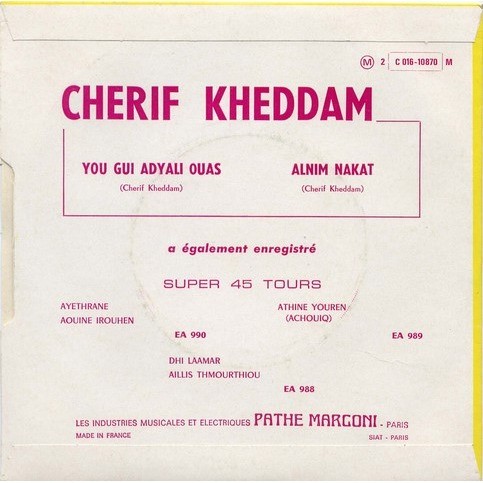 Ⓜ 2 C 016-10870 M
CHERIF KHEDDAM
YOU GUI ADYALI OUAS
(Cherif Kheddam)
ALNIM NAKAT
(Cherif Kheddam)
a également enregistré
SUPER 45 TOURS
AYETHRANE
AOUINE IROUHEN
EA 990
ATHINE YOUREN
(ACHOUIQ)
EA 989
DHI LAAMAR
AILLIS THMOURTHIOU
EA 988
LES INDUSTRIES MUSICALES ET ELECTRIQUES PATHE MARCONI - PARIS
MADE IN FRANCE
SIAT - PARIS